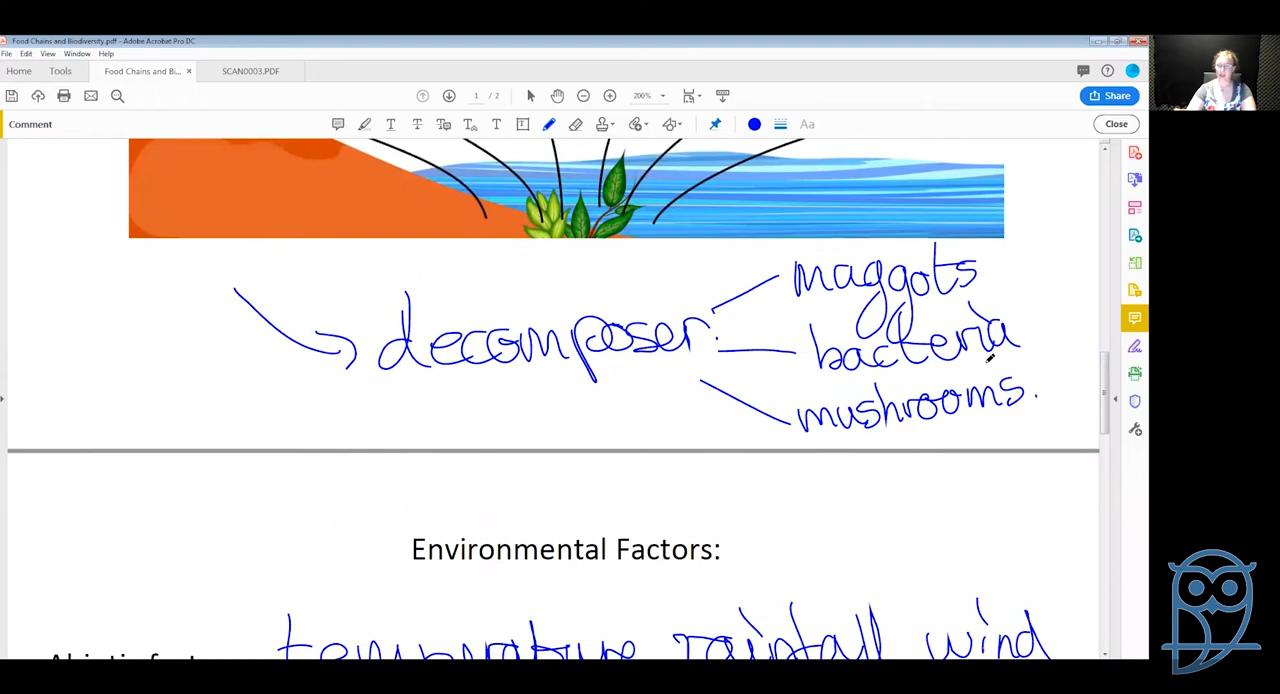 Food Chains and Biodiversity.pdf - Adobe Acrobat Pro DC
File Edit View Window Help
Home Tools Food Chains and Bi... × SCAN0003.PDF
1 / 2 200% Share
Comment Aa Close
maggots
decomposer bacteria
mushrooms.
Environmental Factors:
temperature rainfall wind